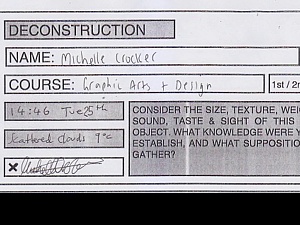 DECONSTRUCTION
NAME: Michelle Crocker
COURSE: Graphic Arts + Design
1st / 2n
14:46 Tue 25th
Scattered clouds 9°c
CONSIDER THE SIZE, TEXTURE, WEI
SOUND, TASTE & SIGHT OF THIS
OBJECT. WHAT KNOWLEDGE WERE Y
ESTABLISH, AND WHAT SUPPOSITIO
GATHER?